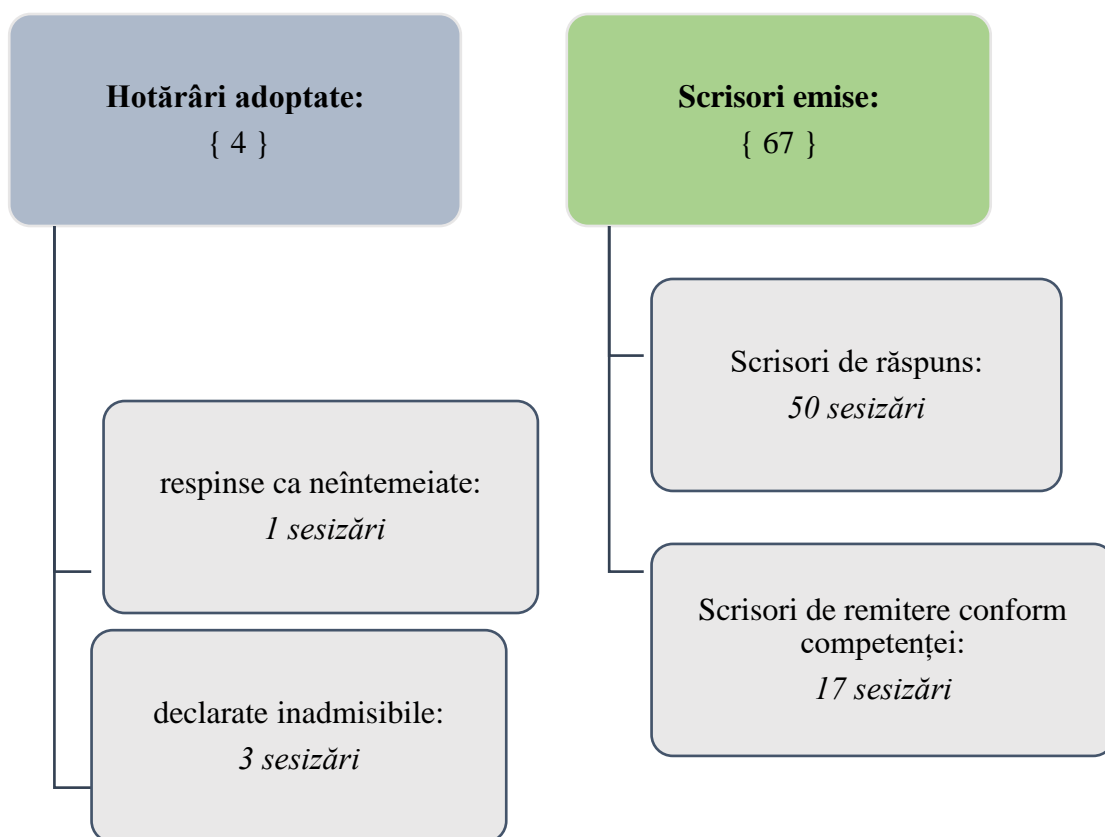 Hotărâri adoptate:
{ 4 }
respinse ca neîntemeiate:
1 sesizări
declarate inadmisibile:
3 sesizări
Scrisori emise:
{ 67 }
Scrisori de răspuns:
50 sesizări
Scrisori de remitere conform
competenței:
17 sesizări